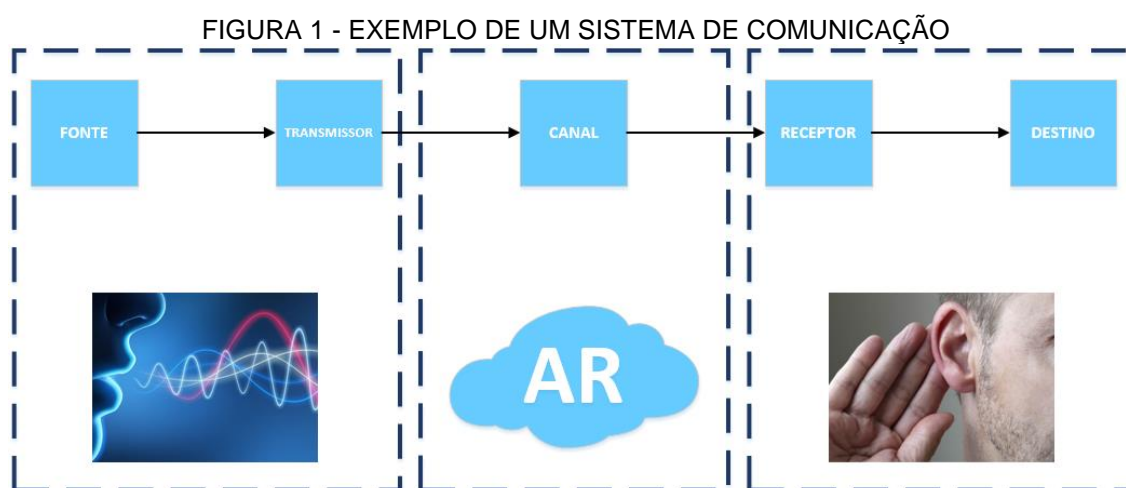 FIGURA 1 - EXEMPLO DE UM SISTEMA DE COMUNICAÇÃO
FONTE
TRANSMISSOR
CANAL
RECEPTOR
DESTINO
AR